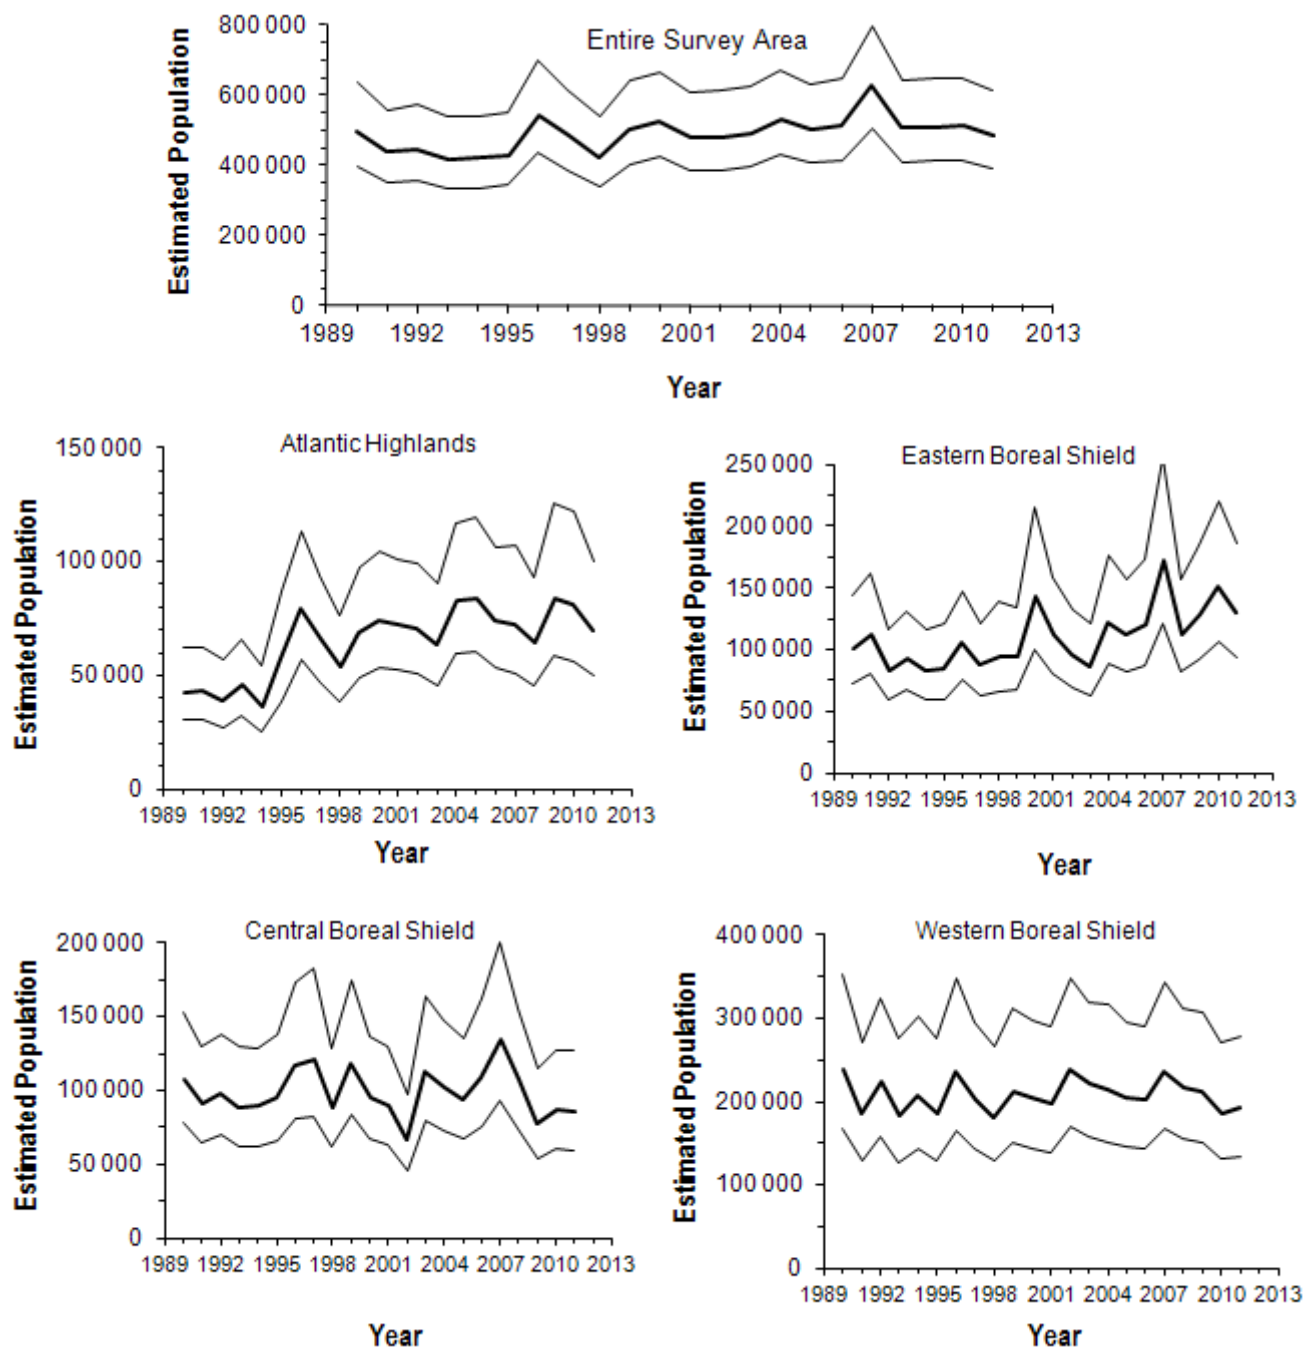 Entire Survey Area
Estimated Population
800 000
600 000
400 000
200 000
0
1989 1992 1995 1998 2001 2004 2007 2010 2013
Year
Atlantic Highlands
Estimated Population
150 000
100 000
50 000
0
1989 1992 1995 1998 2001 2004 2007 2010 2013
Year
Eastern Boreal Shield
Estimated Population
250 000
200 000
150 000
100 000
50 000
0
1989 1992 1995 1998 2001 2004 2007 2010 2013
Year
Central Boreal Shield
Estimated Population
200 000
150 000
100 000
50 000
0
1989 1992 1995 1998 2001 2004 2007 2010 2013
Year
Western Boreal Shield
Estimated Population
400 000
300 000
200 000
100 000
0
1989 1992 1995 1998 2001 2004 2007 2010 2013
Year